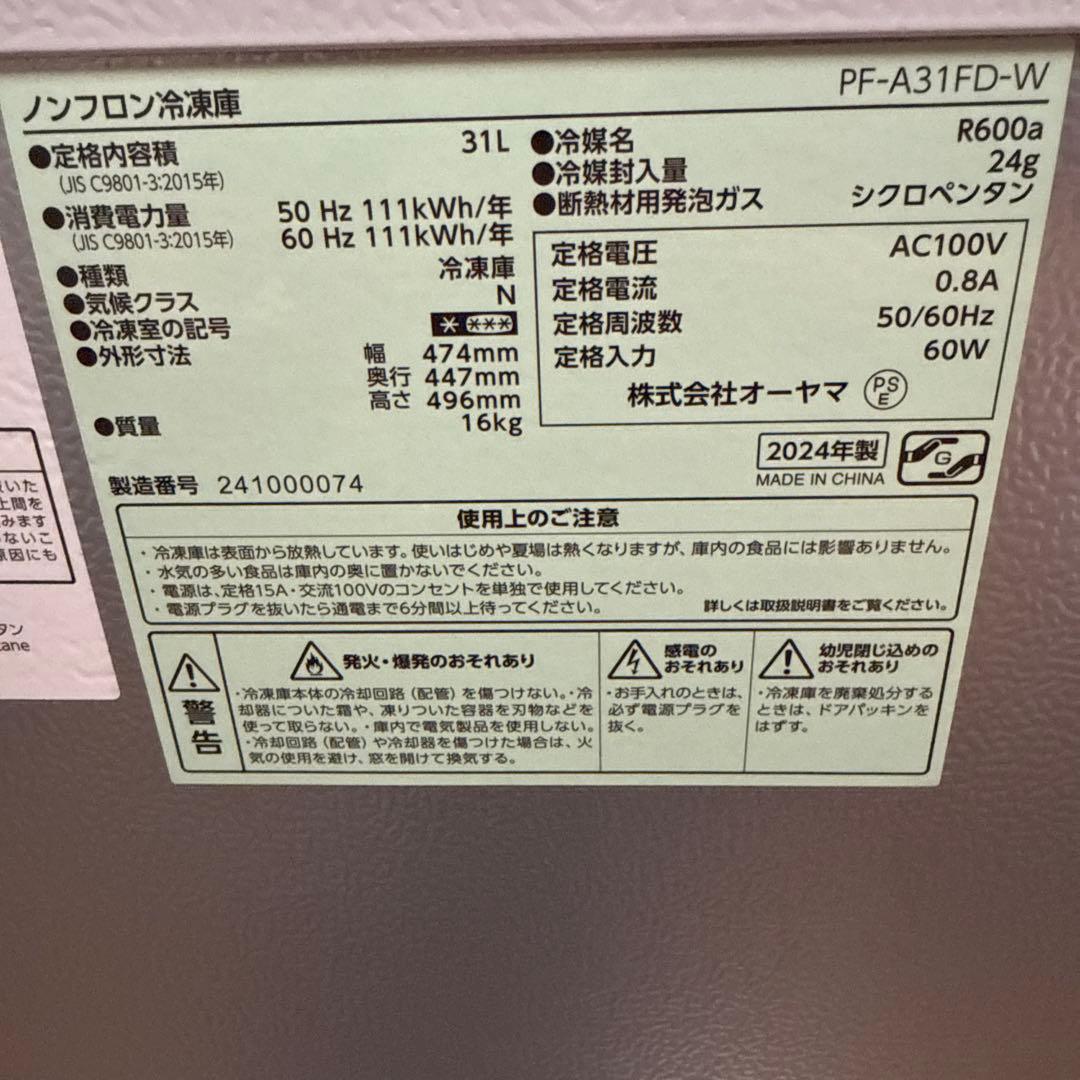 PF-A31FD-W
ノンフロン冷凍庫
●定格内容積 31L
(JIS C9801-3:2015年)
●消費電力量 50 Hz 111kWh/年
(JIS C9801-3:2015年) 60 Hz 111kWh/年
●種類 冷凍庫
●気候クラス N
●冷凍室の記号
●外形寸法 幅 474mm
奥行 447mm
高さ 496mm
●質量 16kg
製造番号 241000074
●冷媒名 R600a
●冷媒封入量 24g
●断熱材用発泡ガス シクロペンタン
定格電圧 AC100V
定格電流 0.8A
定格周波数 50/60Hz
定格入力 60W
株式会社オーヤマ PSE
2024年製
MADE IN CHINA
G
使用上のご注意
・冷凍庫は表面から放熱しています。使いはじめや夏場は熱くなりますが、庫内の食品には影響ありません。
・水気の多い食品は庫内の奥に置かないでください。
・電源は、定格15A・交流100Vのコンセントを単独で使用してください。
・電源プラグを抜いたら通電まで6分間以上待ってください。
詳しくは取扱説明書をご覧ください。
警告
発火・爆発のおそれあり
・冷凍庫本体の冷却回路（配管）を傷つけない。・冷
却器についた霜や、凍りついた容器を刃物などを
使って取らない。・庫内で電気製品を使用しない。
・冷却回路（配管）や冷却器を傷つけた場合は、火
気の使用を避け、窓を開けて換気する。
感電の
おそれあり
・お手入れのときは、
必ず電源プラグを
抜く。
幼児閉じ込めの
おそれあり
・冷凍庫を廃棄処分する
ときは、ドアパッキンを
はずす。
いた
上間を
みます
ないこ
原因にも
タン
tane